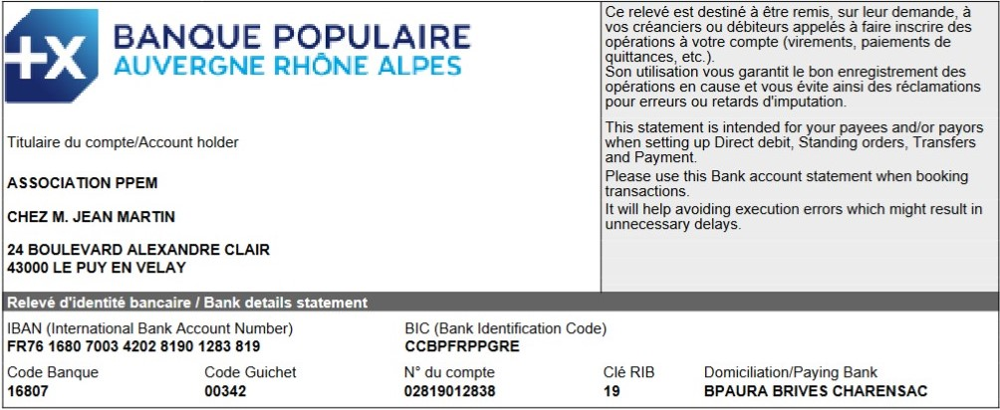 +X
BANQUE POPULAIRE
AUVERGNE RHÔNE ALPES
Ce relevé est destiné à être remis, sur leur demande, à
vos créanciers ou débiteurs appelés à faire inscrire des
opérations à votre compte (virements, paiements de
quittances, etc.).
Son utilisation vous garantit le bon enregistrement des
opérations en cause et vous évite ainsi des réclamations
pour erreurs ou retards d'imputation.
This statement is intended for your payees and/or payors
when setting up Direct debit, Standing orders, Transfers
and Payment.
Please use this Bank account statement when booking
transactions.
It will help avoiding execution errors which might result in
unnecessary delays.
Titulaire du compte/Account holder
ASSOCIATION PPEM
CHEZ M. JEAN MARTIN
24 BOULEVARD ALEXANDRE CLAIR
43000 LE PUY EN VELAY
Relevé d'identité bancaire / Bank details statement
IBAN (International Bank Account Number) BIC (Bank Identification Code)
FR76 1680 7003 4202 8190 1283 819 CCBPFRPPGRE
Code Banque Code Guichet N° du compte Clé RIB Domiciliation/Paying Bank
16807 00342 02819012838 19 BPAURA BRIVES CHARENSAC